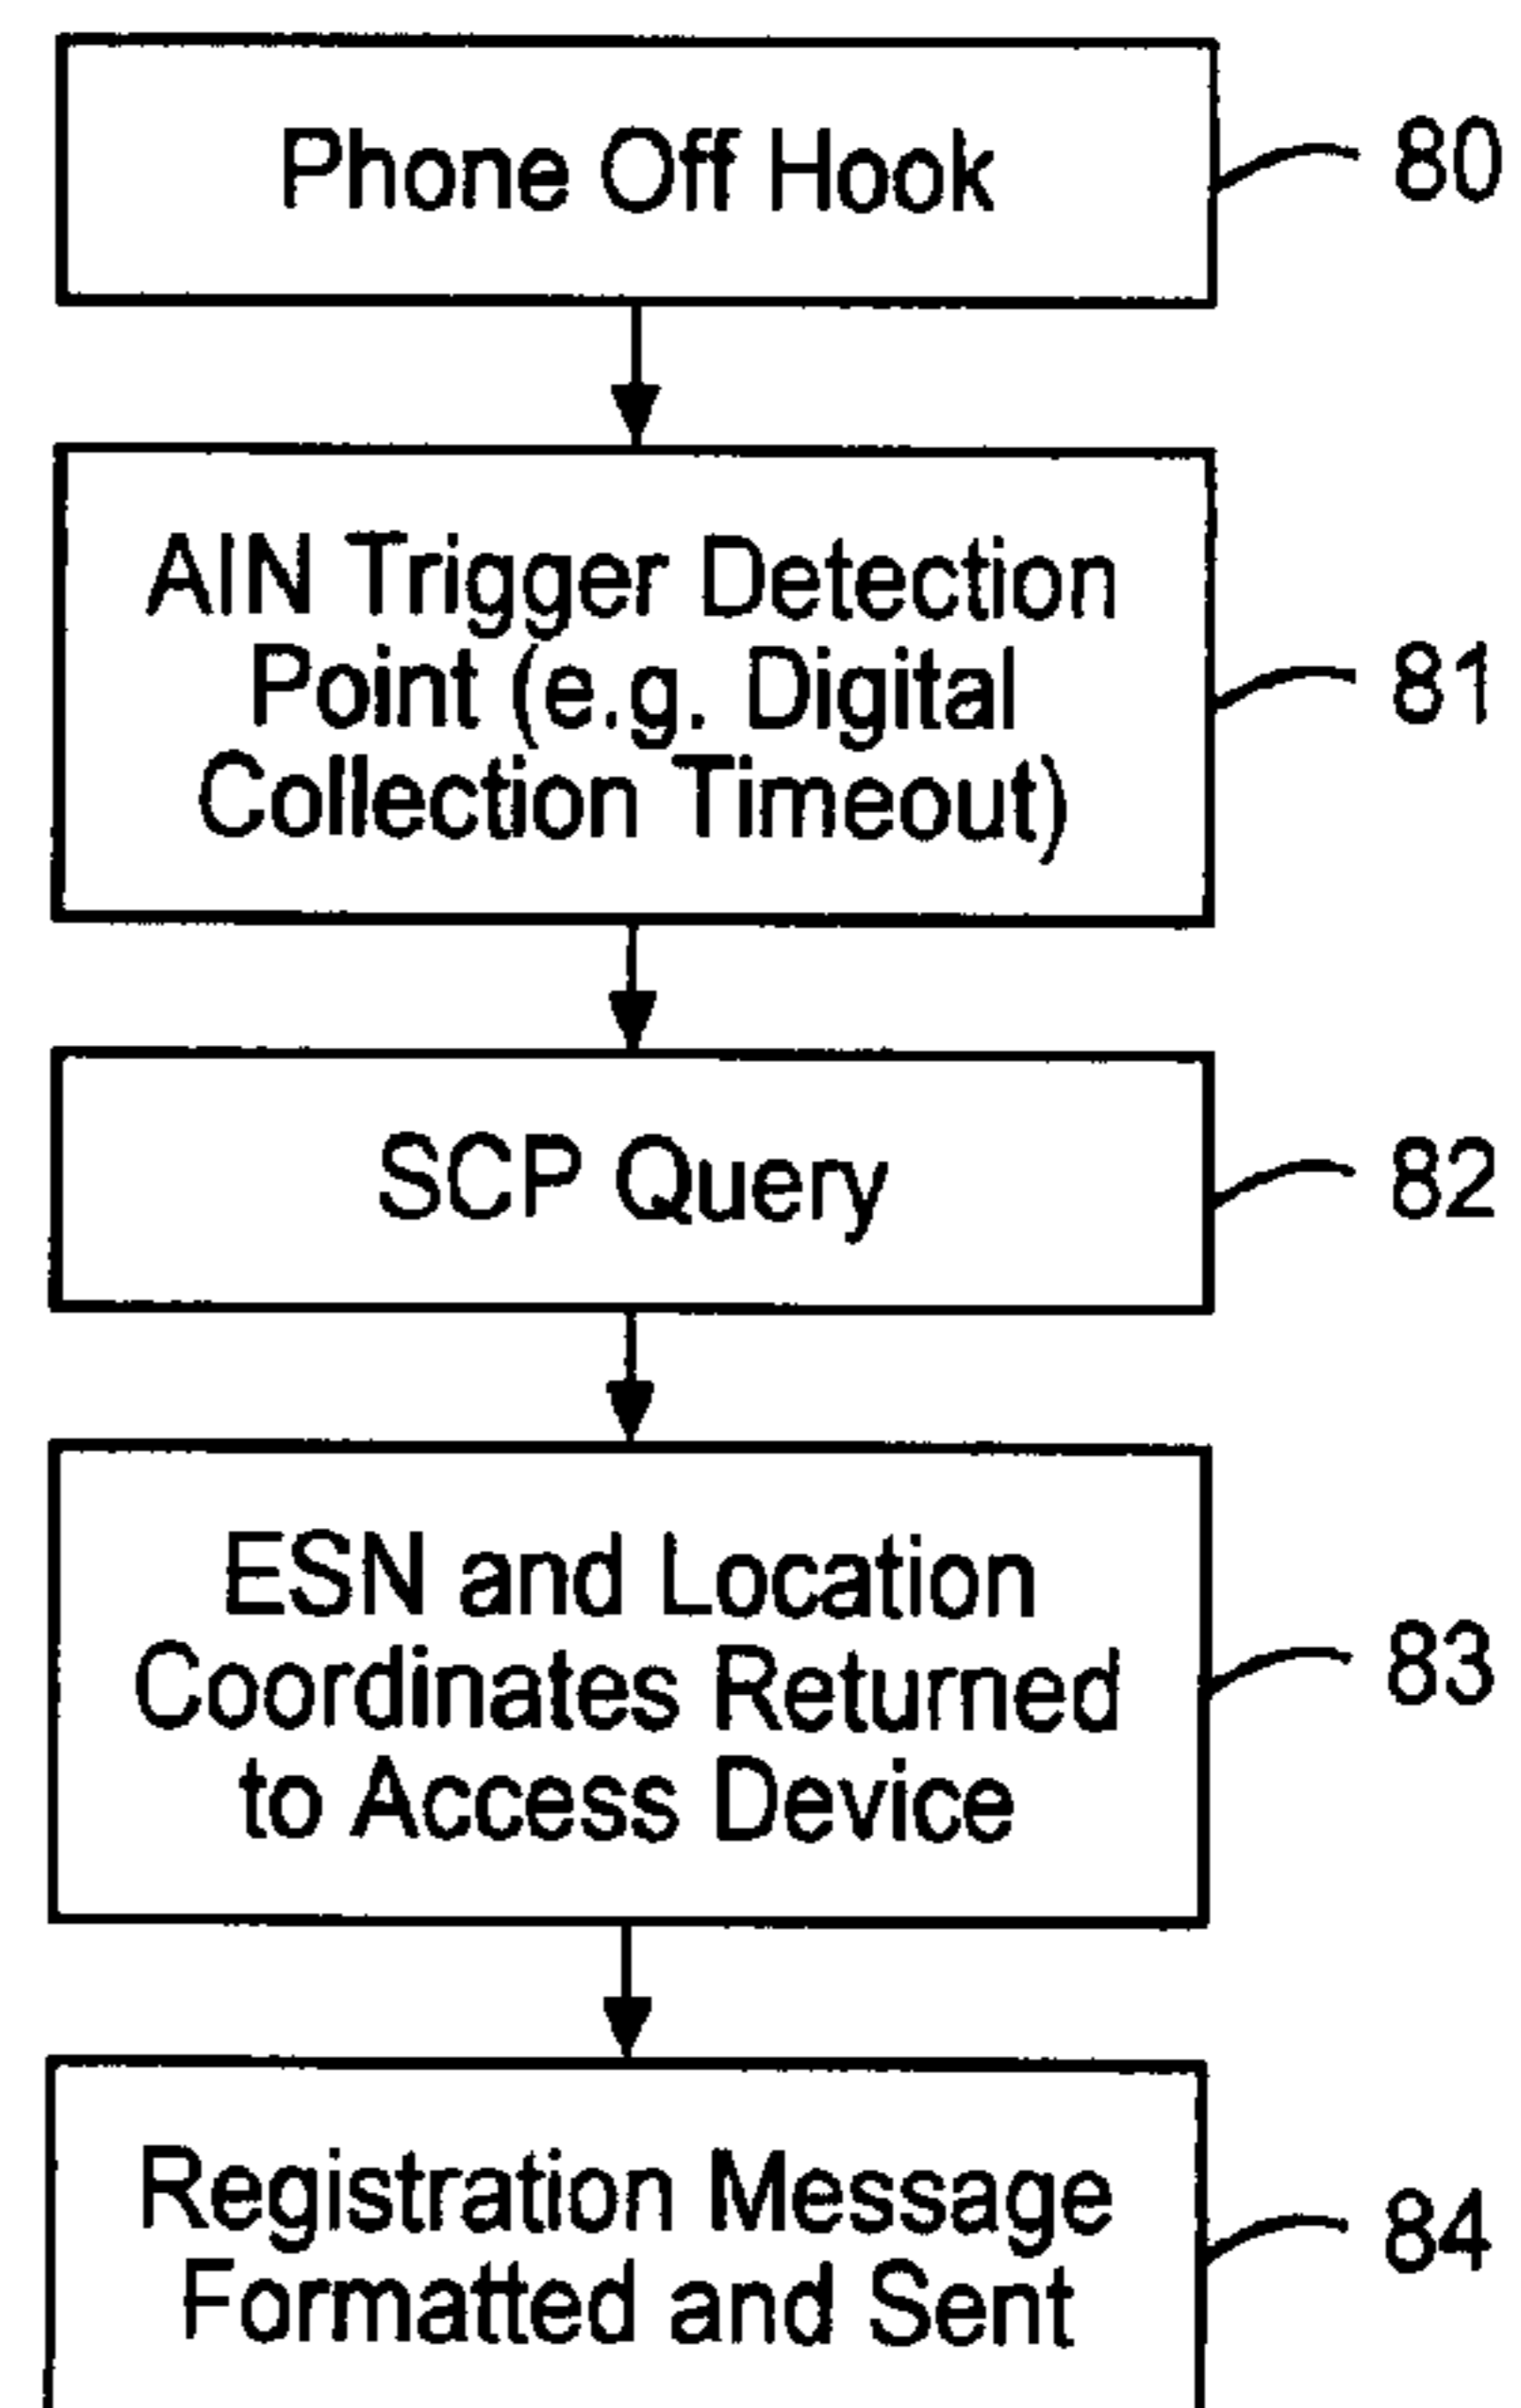 Phone Off Hook
80
AIN Trigger Detection
Point (e.g. Digital
Collection Timeout)
81
SCP Query
82
ESN and Location
Coordinates Returned
to Access Device
83
Registration Message
Formatted and Sent
84